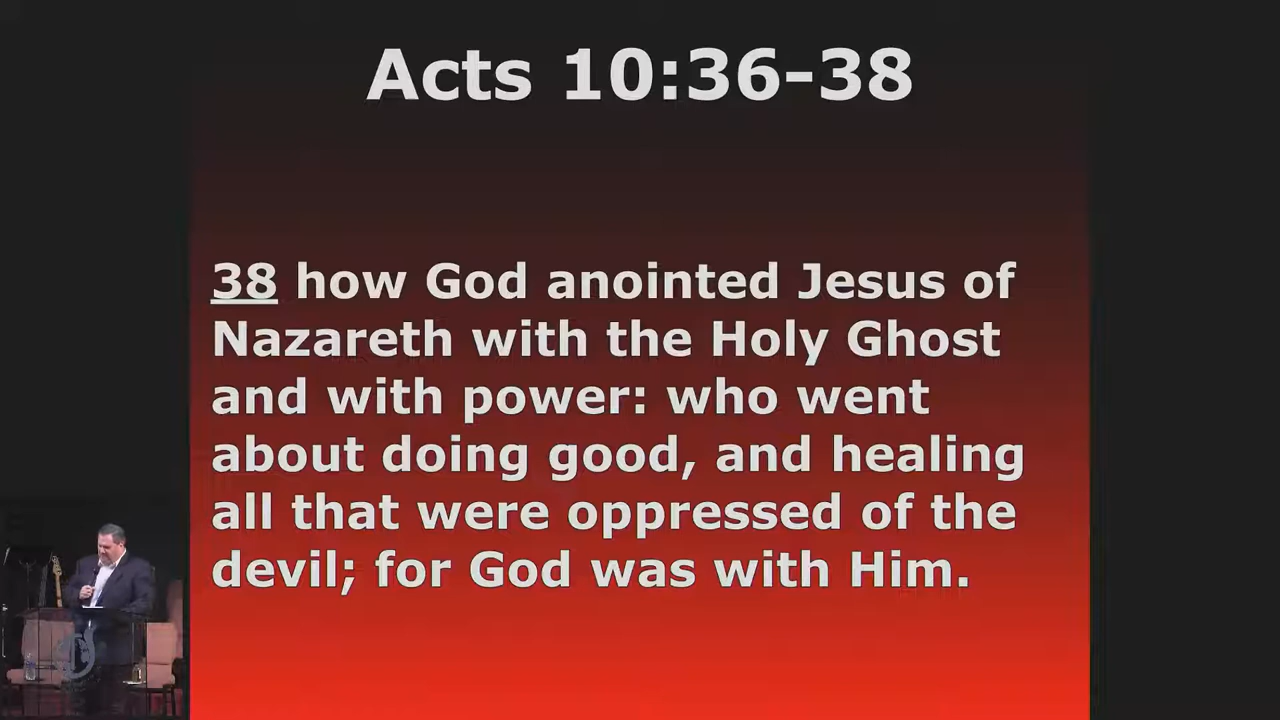 Acts 10:36-38
38 how God anointed Jesus of
Nazareth with the Holy Ghost
and with power: who went
about doing good, and healing
all that were oppressed of the
devil; for God was with Him.